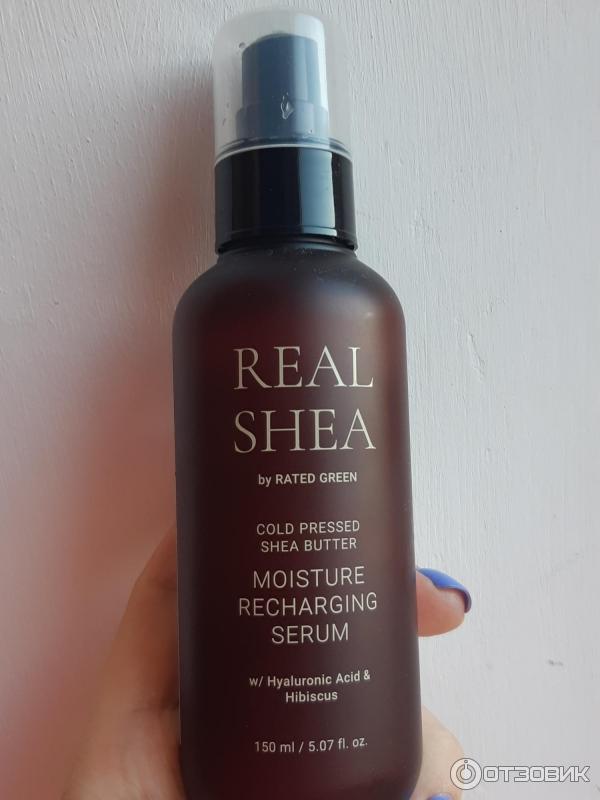 REAL
SHEA
by RATED GREEN
COLD PRESSED
SHEA BUTTER
MOISTURE
RECHARGING
SERUM
w/ Hyaluronic Acid &
Hibiscus
150 ml / 5.07 fl. oz.
ОТЗОВИК